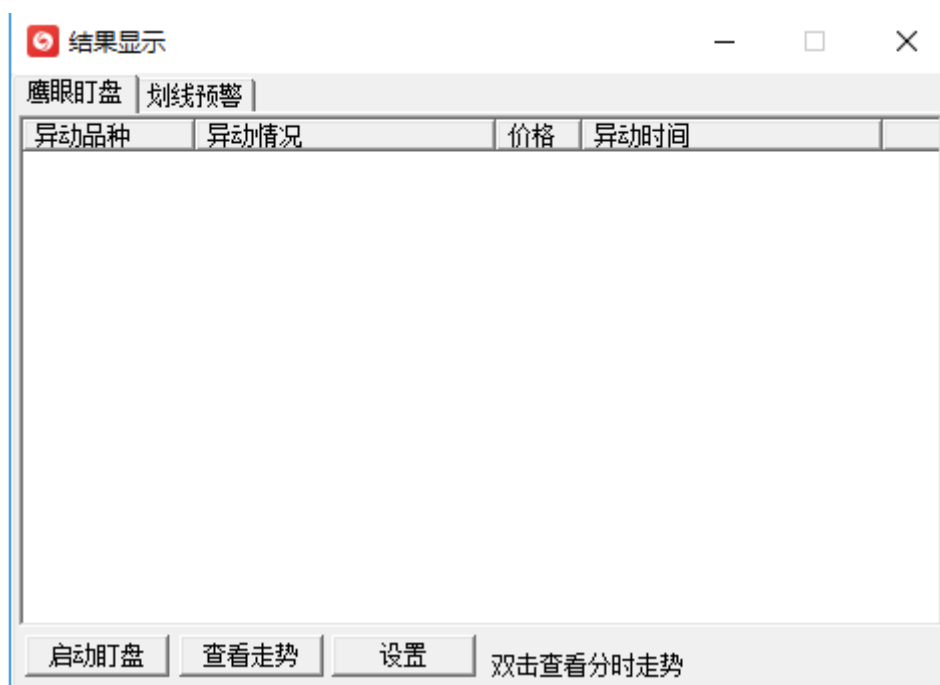 结果显示
鹰眼盯盘 划线预警
异动品种 异动情况 价格 异动时间
启动盯盘 查看走势 设置 双击查看分时走势